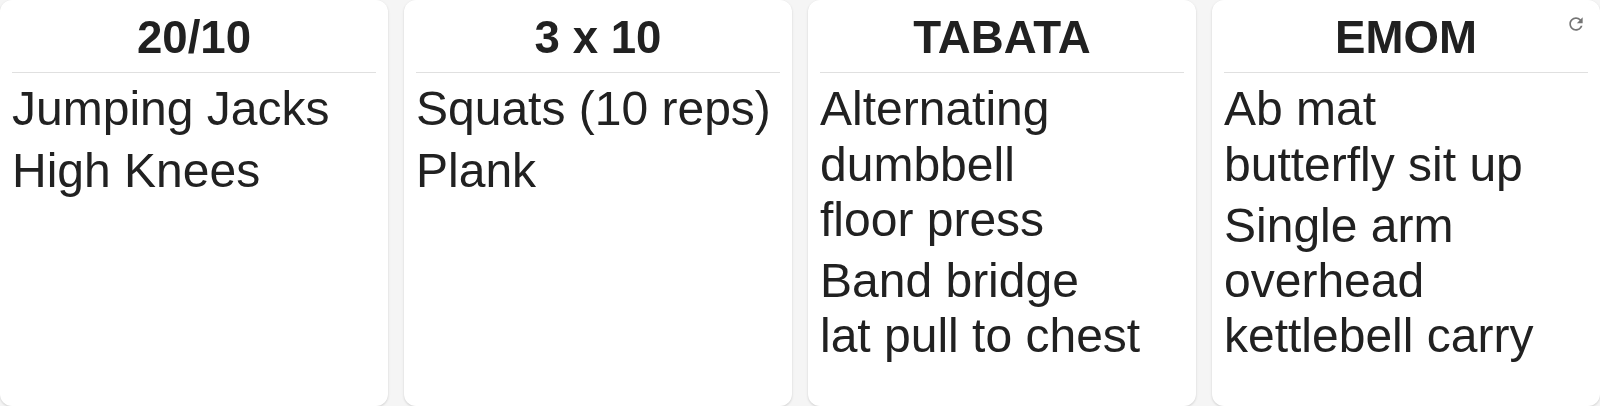 20/10
Jumping Jacks
High Knees
3 x 10
Squats (10 reps)
Plank
TABATA
Alternating
dumbbell
floor press
Band bridge
lat pull to chest
EMOM
Ab mat
butterfly sit up
Single arm
overhead
kettlebell carry